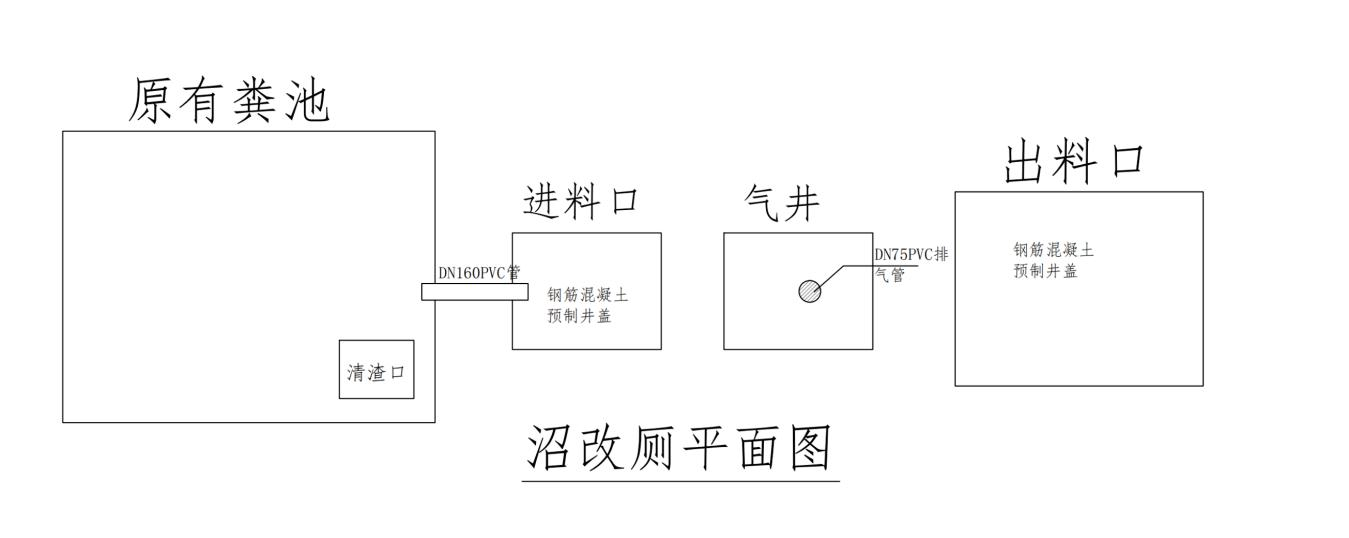 原有粪池
出料口
进料口
气井
DN75PVC排
气管
钢筋混凝土
预制井盖
DN160PVC管
钢筋混凝土
预制井盖
清渣口
沼改厕平面图